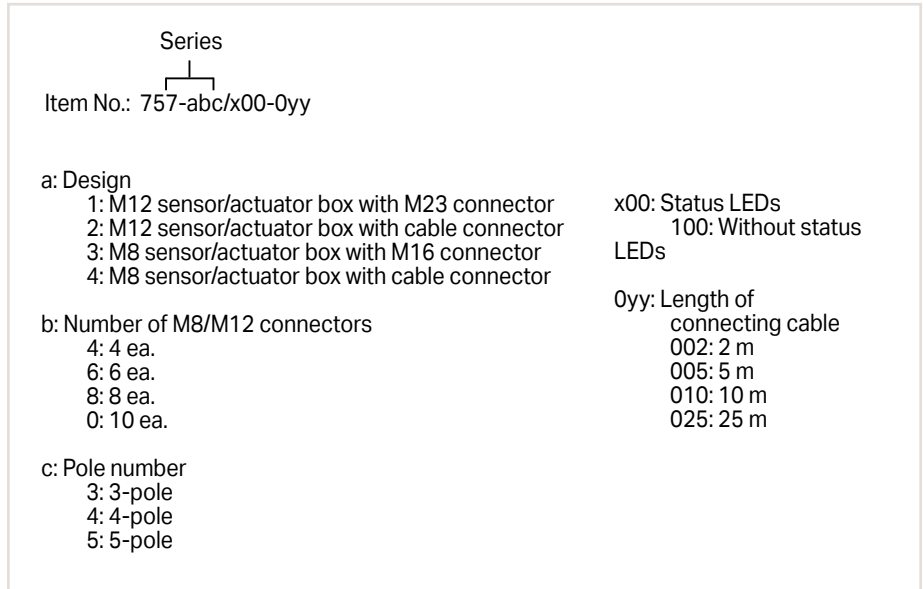 Series
Item No.: 757-abc/x00-0yy
a: Design
1: M12 sensor/actuator box with M23 connector
2: M12 sensor/actuator box with cable connector
3: M8 sensor/actuator box with M16 connector
4: M8 sensor/actuator box with cable connector
b: Number of M8/M12 connectors
4: 4 ea.
6: 6 ea.
8: 8 ea.
0: 10 ea.
c: Pole number
3: 3-pole
4: 4-pole
5: 5-pole
x00: Status LEDs
100: Without status
LEDs
0yy: Length of
connecting cable
002: 2 m
005: 5 m
010: 10 m
025: 25 m